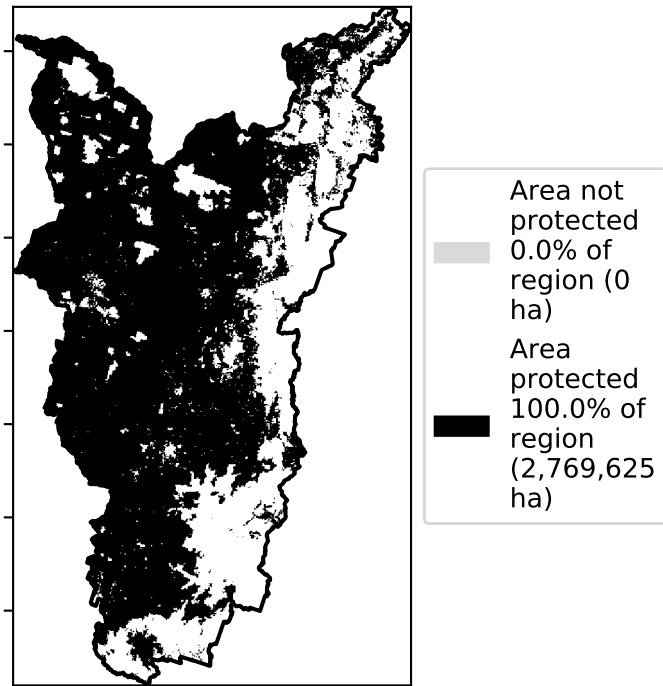 Area not
protected
0.0% of
region (0
ha)
Area
protected
100.0% of
region
(2,769,625
ha)